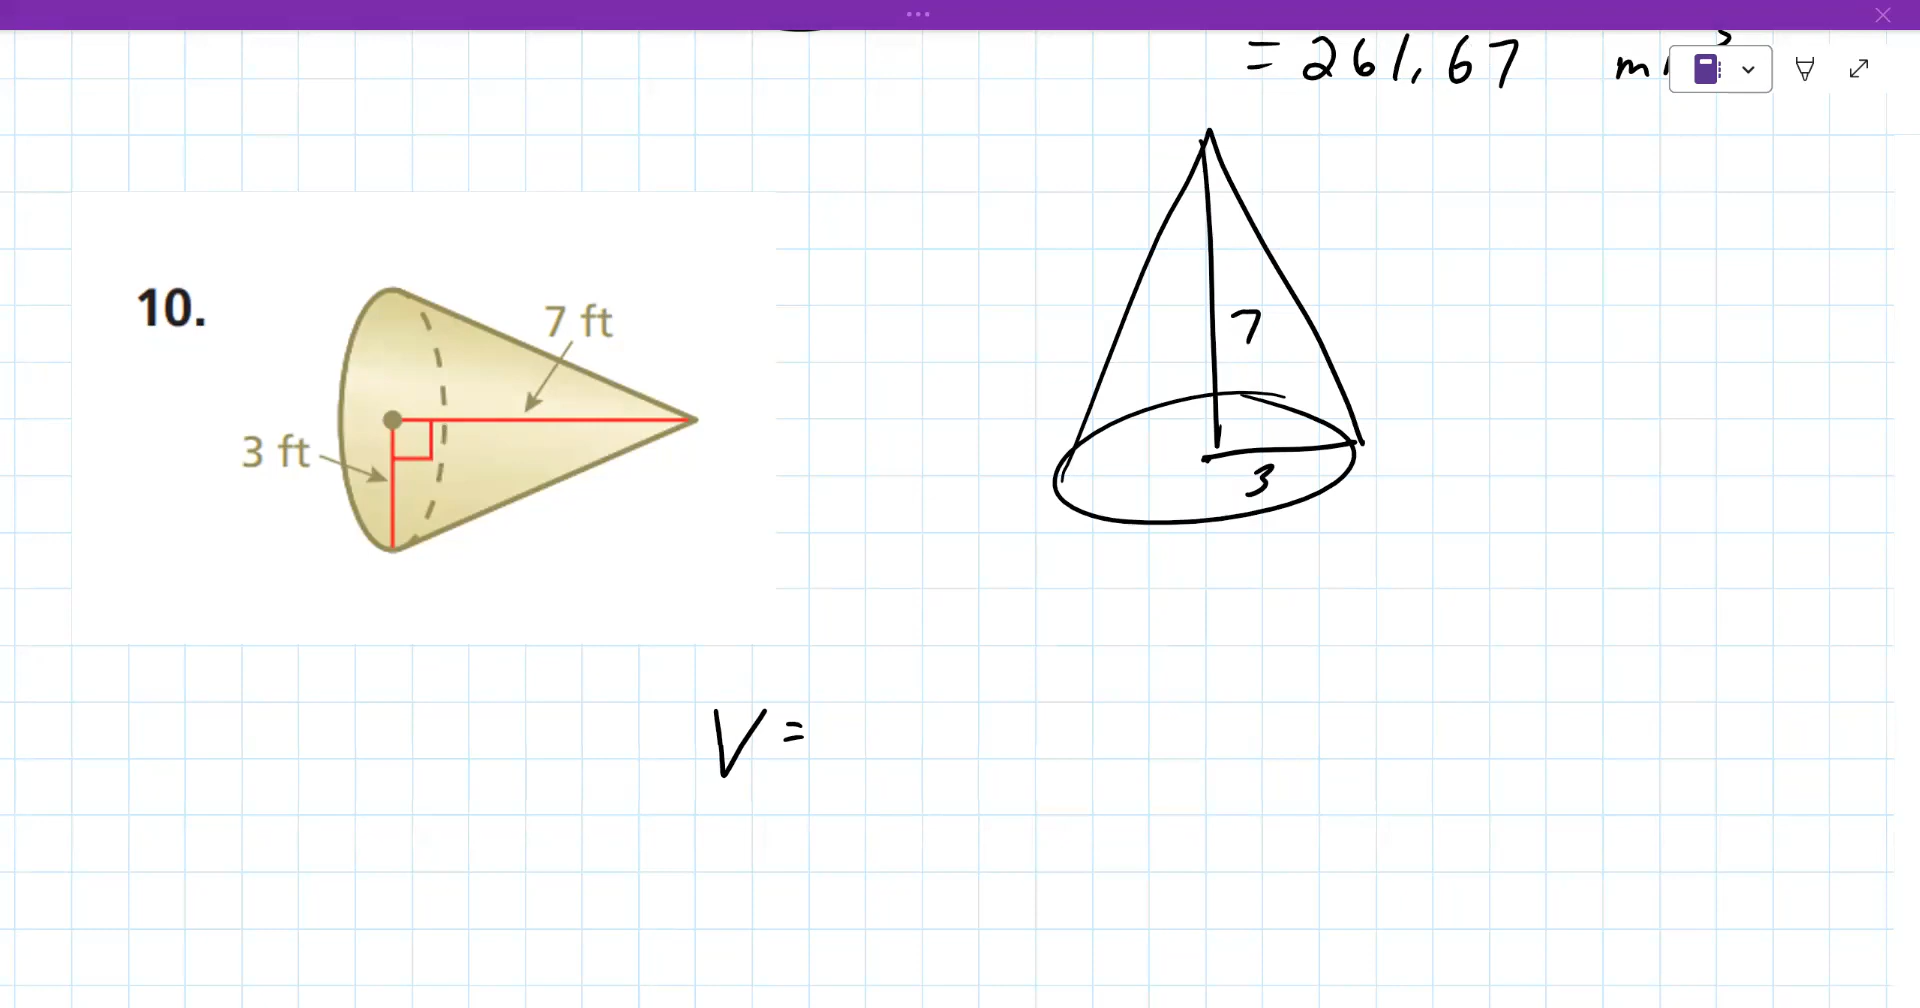 = 261.67
10.
7 ft
3 ft
7
3
V =